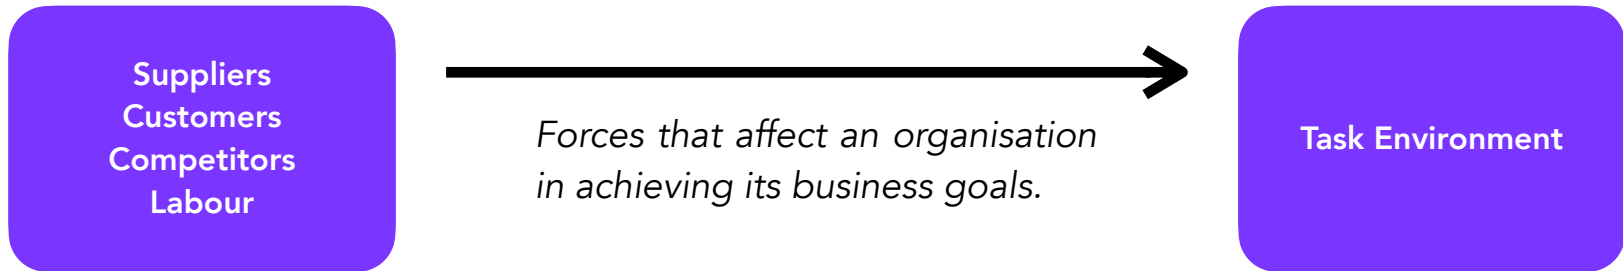 Suppliers
Customers
Competitors
Labour
Forces that affect an organisation
in achieving its business goals.
Task Environment